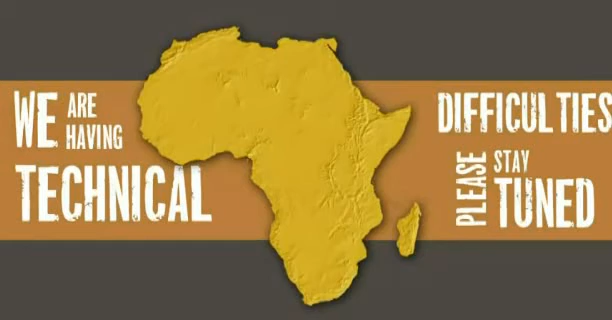 WE ARE
HAVING
TECHNICAL
DIFFICULTIES
PLEASE STAY
TUNED